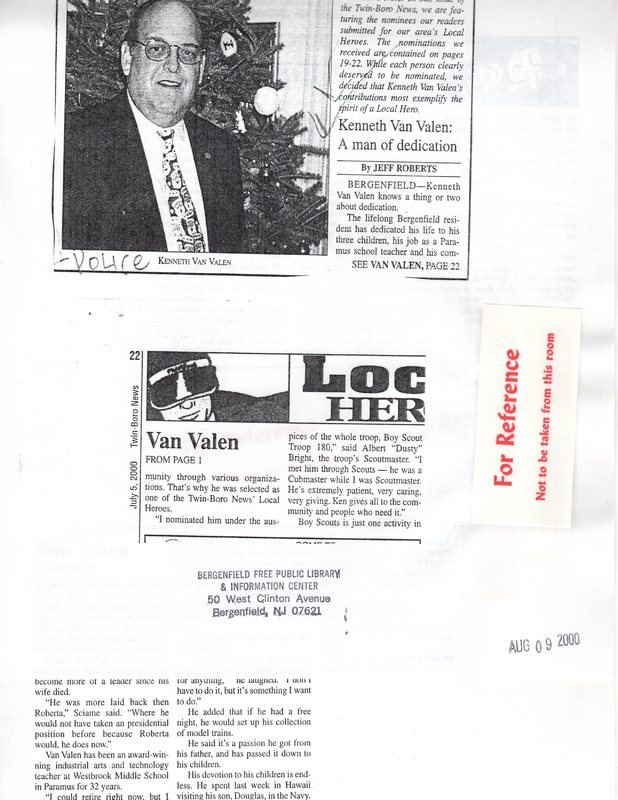 the Twin-Boro News, we are fea-
turing the nominees our readers
submitted for our area's Local
Heroes. The nominations we
received are contained on pages
19-22. While each person clearly
deserved to be nominated, we
decided that Kenneth Van Valen's
contributions most exemplify the
spirit of a Local Hero.
Kenneth Van Valen:
A man of dedication
By JEFF ROBERTS
BERGENFIELD—Kenneth
Van Valen knows a thing or two
about dedication.
The lifelong Bergenfield resi-
dent has dedicated his life to his
three children, his job as a Para-
mus school teacher and his com-
SEE VAN VALEN, PAGE 22
KENNETH VAN VALEN
For Reference
Not to be taken from this room
22
Twin-Boro News
July 5, 2000
LOC
HER
Van Valen
FROM PAGE 1
munity through various organiza-
tions. That's why he was selected as
one of the Twin-Boro News' Local
Heroes.
"I nominated him under the aus-
pices of the whole troop, Boy Scout
Troop 180," said Albert "Dusty"
Bright, the troop's Scoutmaster. "I
met him through Scouts — he was a
Cubmaster while I was Scoutmaster.
He's extremely patient, very caring,
very giving. Ken gives all to the com-
munity and people who need it."
Boy Scouts is just one activity in
BERGENFIELD FREE PUBLIC LIBRARY
& INFORMATION CENTER
50 West Clinton Avenue
Bergenfield, NJ 07621
AUG 09 2000
become more of a leader since his
wife died.
"He was more laid back then
Roberta," Sciame said. "Where he
would not have taken an presidential
position before because Roberta
would, he does now."
Van Valen has been an award-win-
ning industrial arts and technology
teacher at Westbrook Middle School
in Paramus for 32 years.
"I could retire right now, but I
for anything," he laughed. "I don't
have to do it, but it's something I want
to do."
He added that if he had a free
night, he would set up his collection
of model trains.
He said it's a passion he got from
his father, and has passed it down to
his children.
His devotion to his children is end-
less. He spent last week in Hawaii
visiting his son, Douglas, in the Navy.